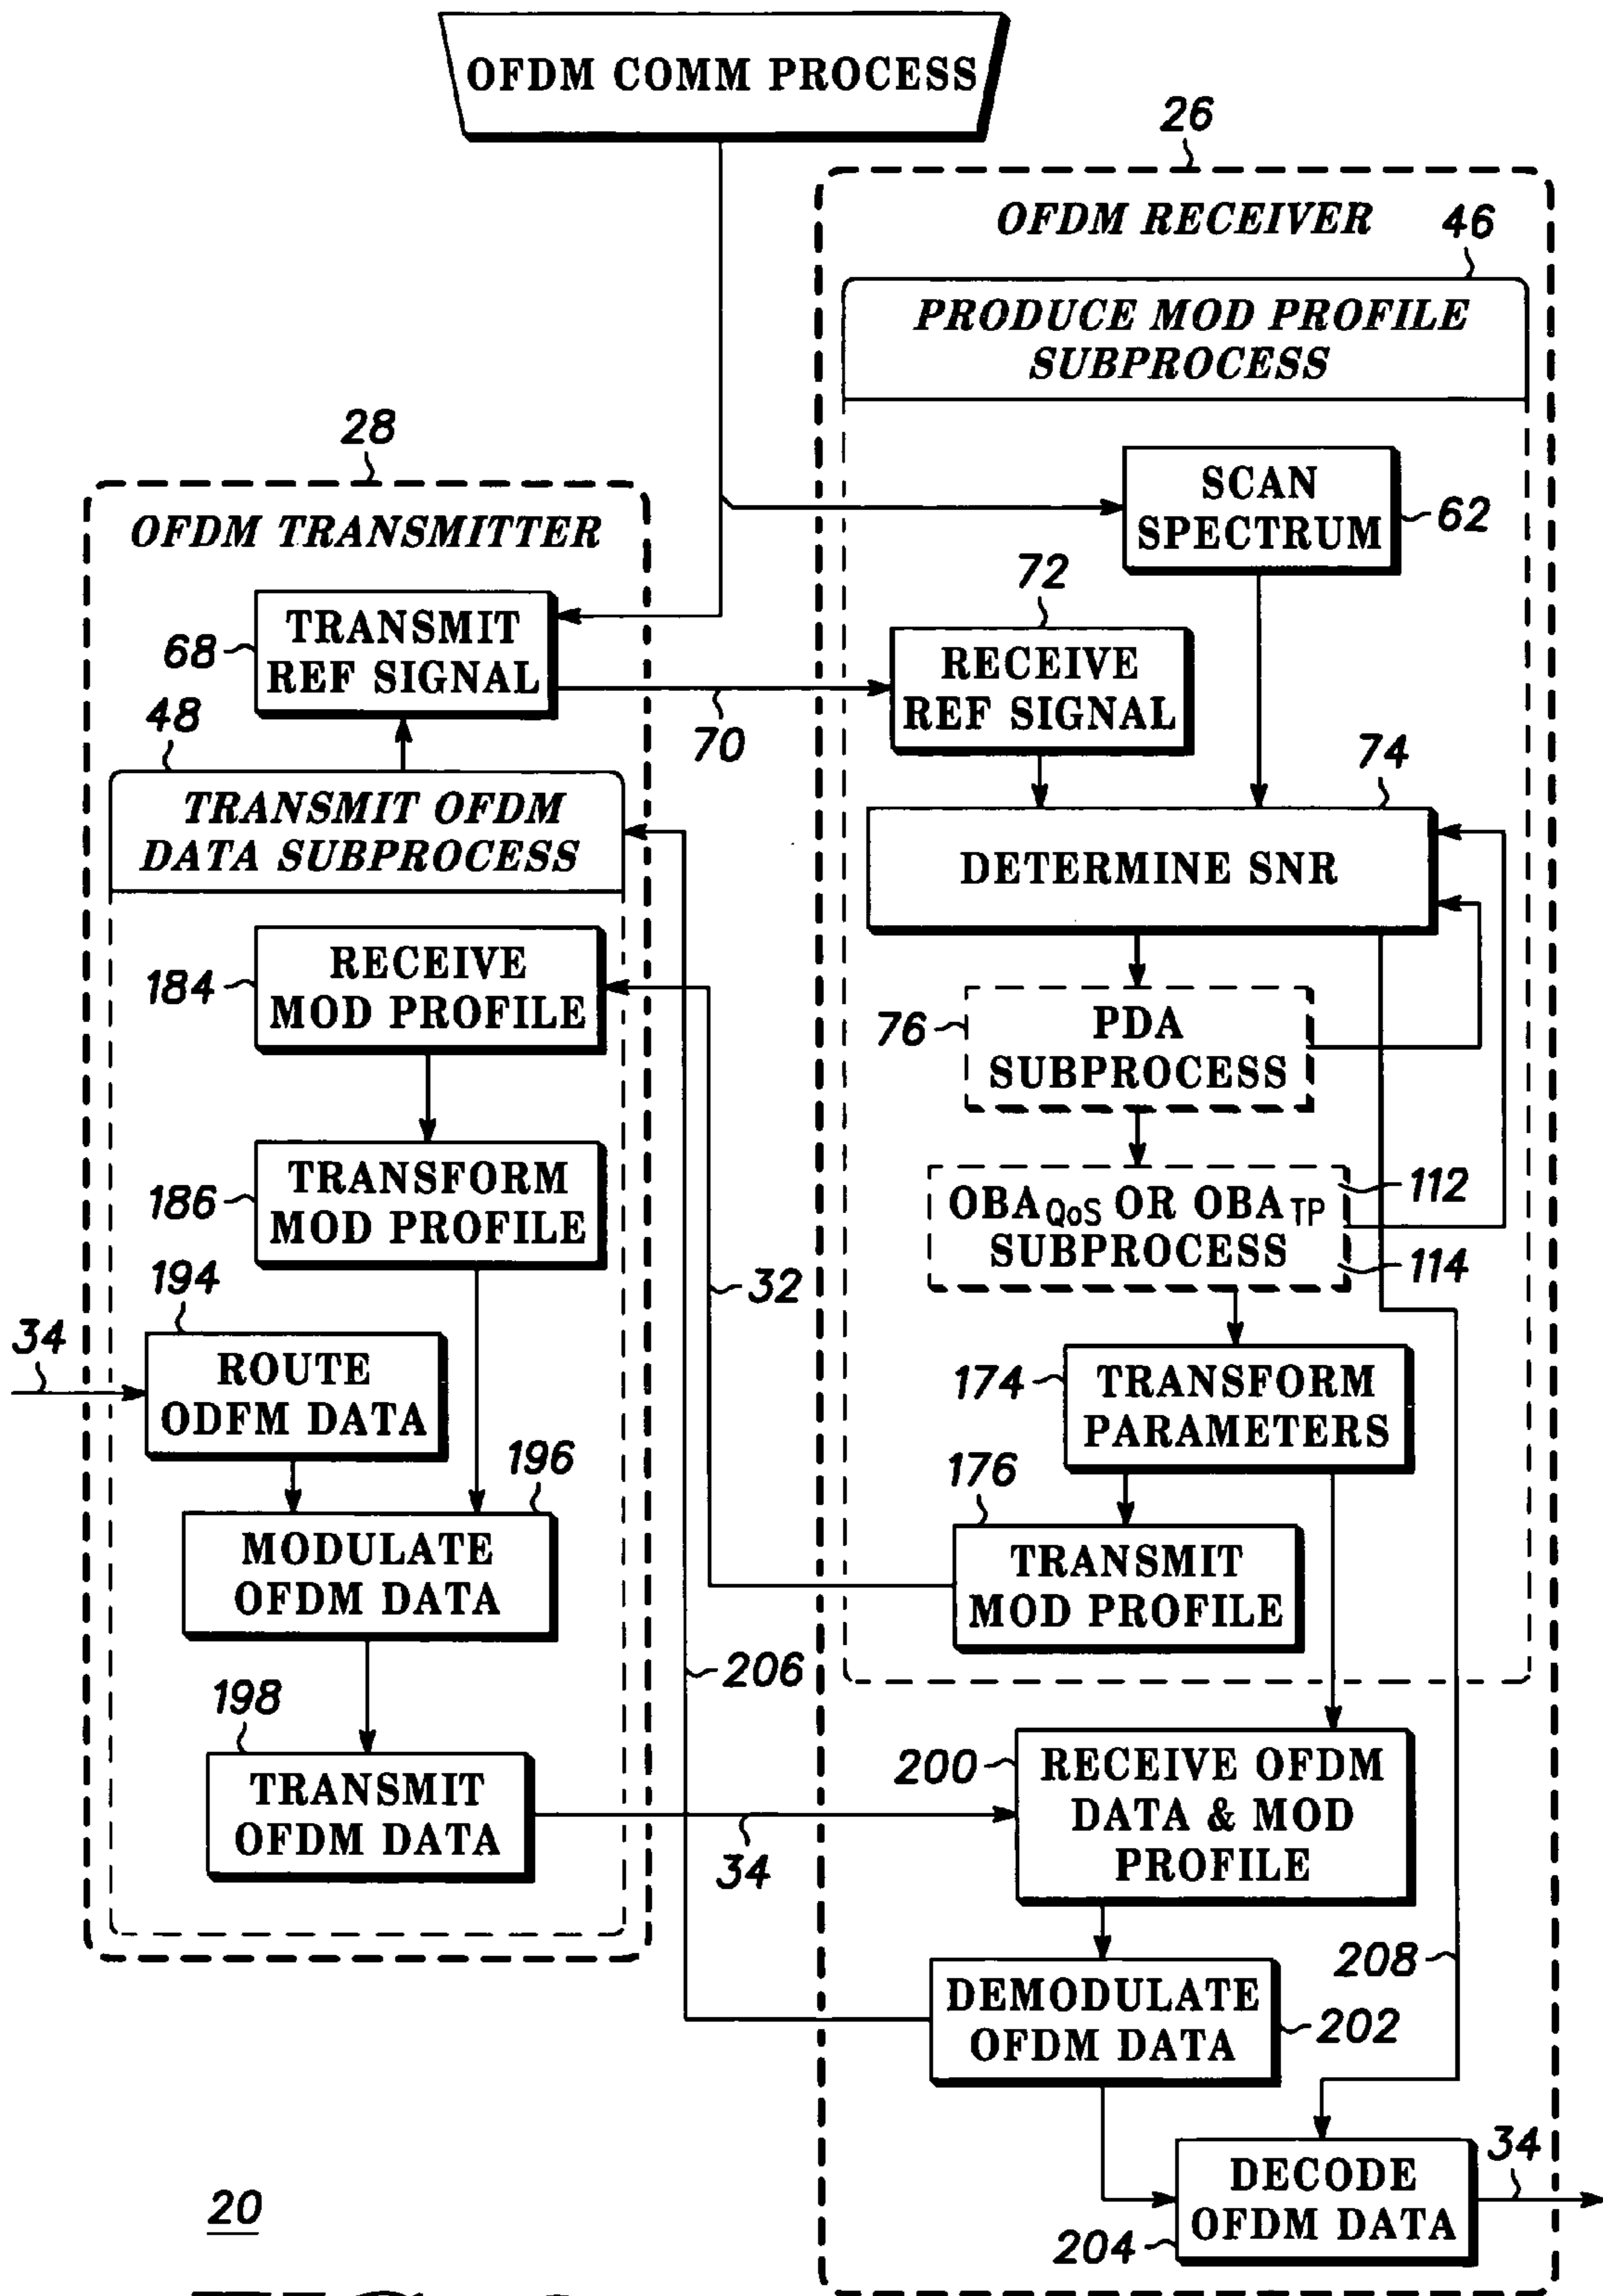 OFDM COMM PROCESS
26
OFDM RECEIVER
46
PRODUCE MOD PROFILE
SUBPROCESS
28
OFDM TRANSMITTER
SCAN
SPECTRUM
62
72
TRANSMIT
REF SIGNAL
68
RECEIVE
REF SIGNAL
70
48
74
TRANSMIT OFDM
DATA SUBPROCESS
DETERMINE SNR
184
RECEIVE
MOD PROFILE
76
PDA
SUBPROCESS
186
TRANSFORM
MOD PROFILE
OBAQoS OR OBATP
SUBPROCESS
112
114
32
194
34
ROUTE
ODFM DATA
174
TRANSFORM
PARAMETERS
196
176
MODULATE
OFDM DATA
TRANSMIT
MOD PROFILE
206
198
TRANSMIT
OFDM DATA
34
200
RECEIVE OFDM
DATA & MOD
PROFILE
208
DEMODULATE
OFDM DATA
202
DECODE
OFDM DATA
34
204
20